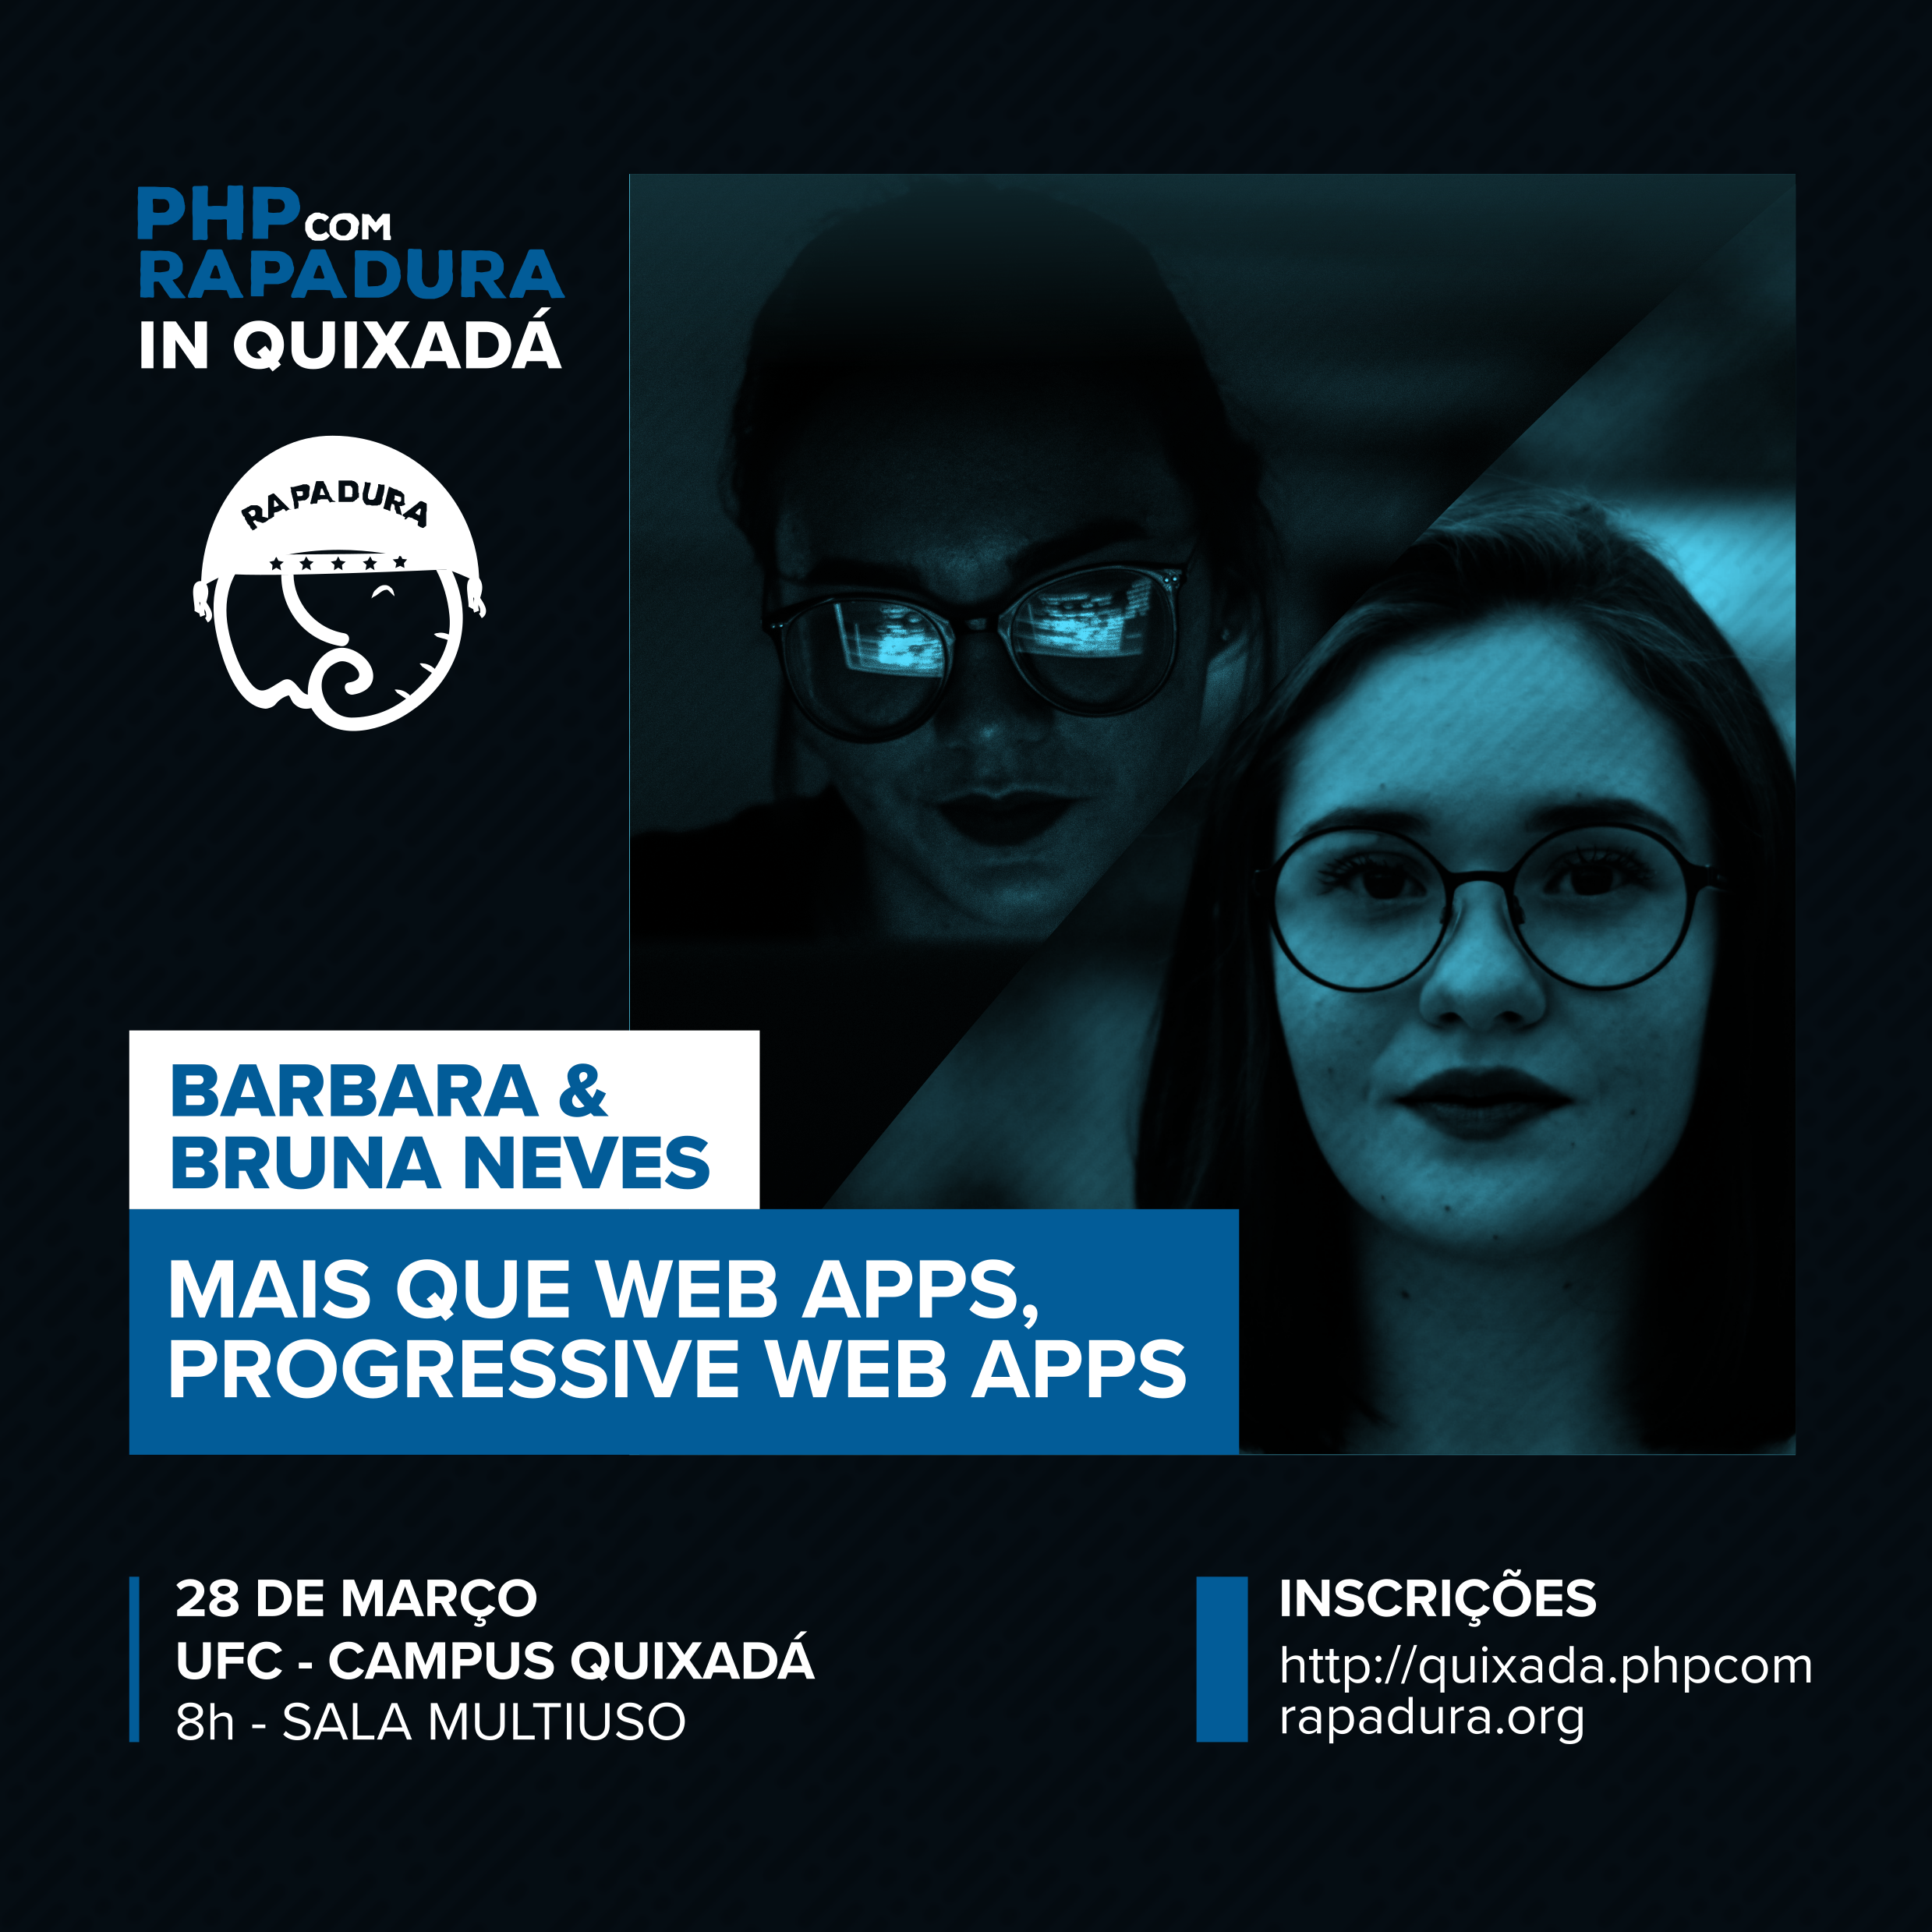 PHP COM
RAPADURA
IN QUIXADÁ
RAPADURA
BARBARA &
BRUNA NEVES
MAIS QUE WEB APPS,
PROGRESSIVE WEB APPS
28 DE MARÇO
UFC - CAMPUS QUIXADÁ
8h - SALA MULTIUSO
INSCRIÇÕES
http://quixada.phpcom
rapadura.org